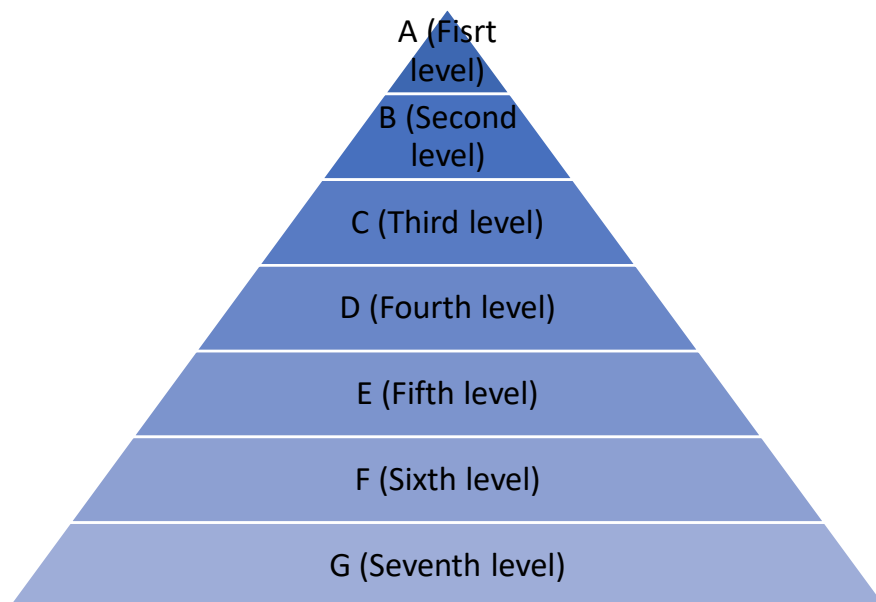 A (Fisrt
level)
B (Second
level)
C (Third level)
D (Fourth level)
E (Fifth level)
F (Sixth level)
G (Seventh level)